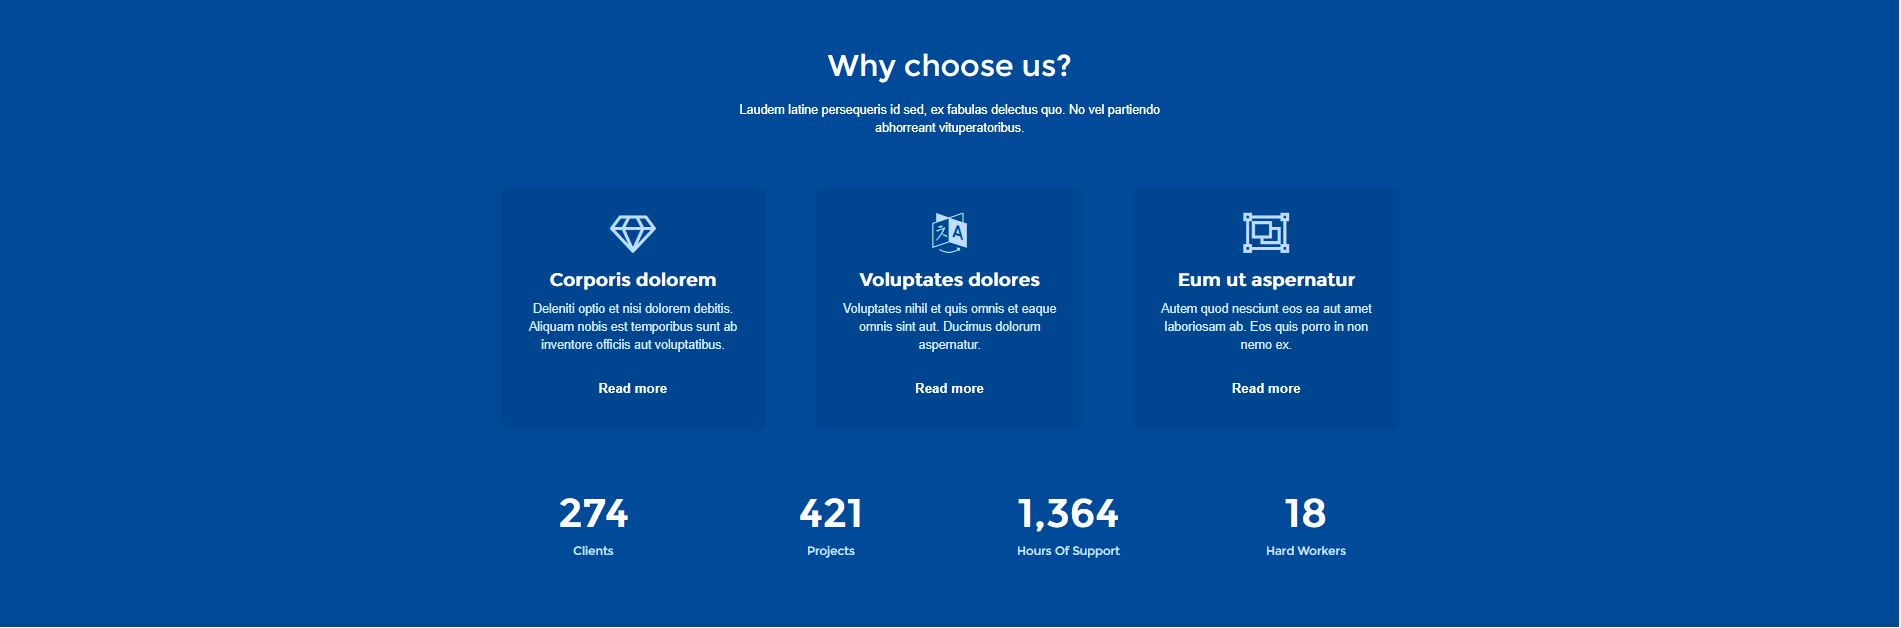 Why choose us?
Laudem latine persequeris id sed, ex fabulas delectus quo. No vel partiendo
abhorreant vituperatoribus.
Corporis dolorem
Deleniti optio et nisi dolorem debitis.
Aliquam nobis est temporibus sunt ab
inventore officiis aut voluptatibus.
Read more
Voluptates dolores
Voluptates nihil et quis omnis et eaque
omnis sint aut. Ducimus dolorum
aspernatur.
Read more
Eum ut aspernatur
Autem quod nesciunt eos ea aut amet
laboriosam ab. Eos quis porro in non
nemo ex.
Read more
274
Clients
421
Projects
1,364
Hours Of Support
18
Hard Workers